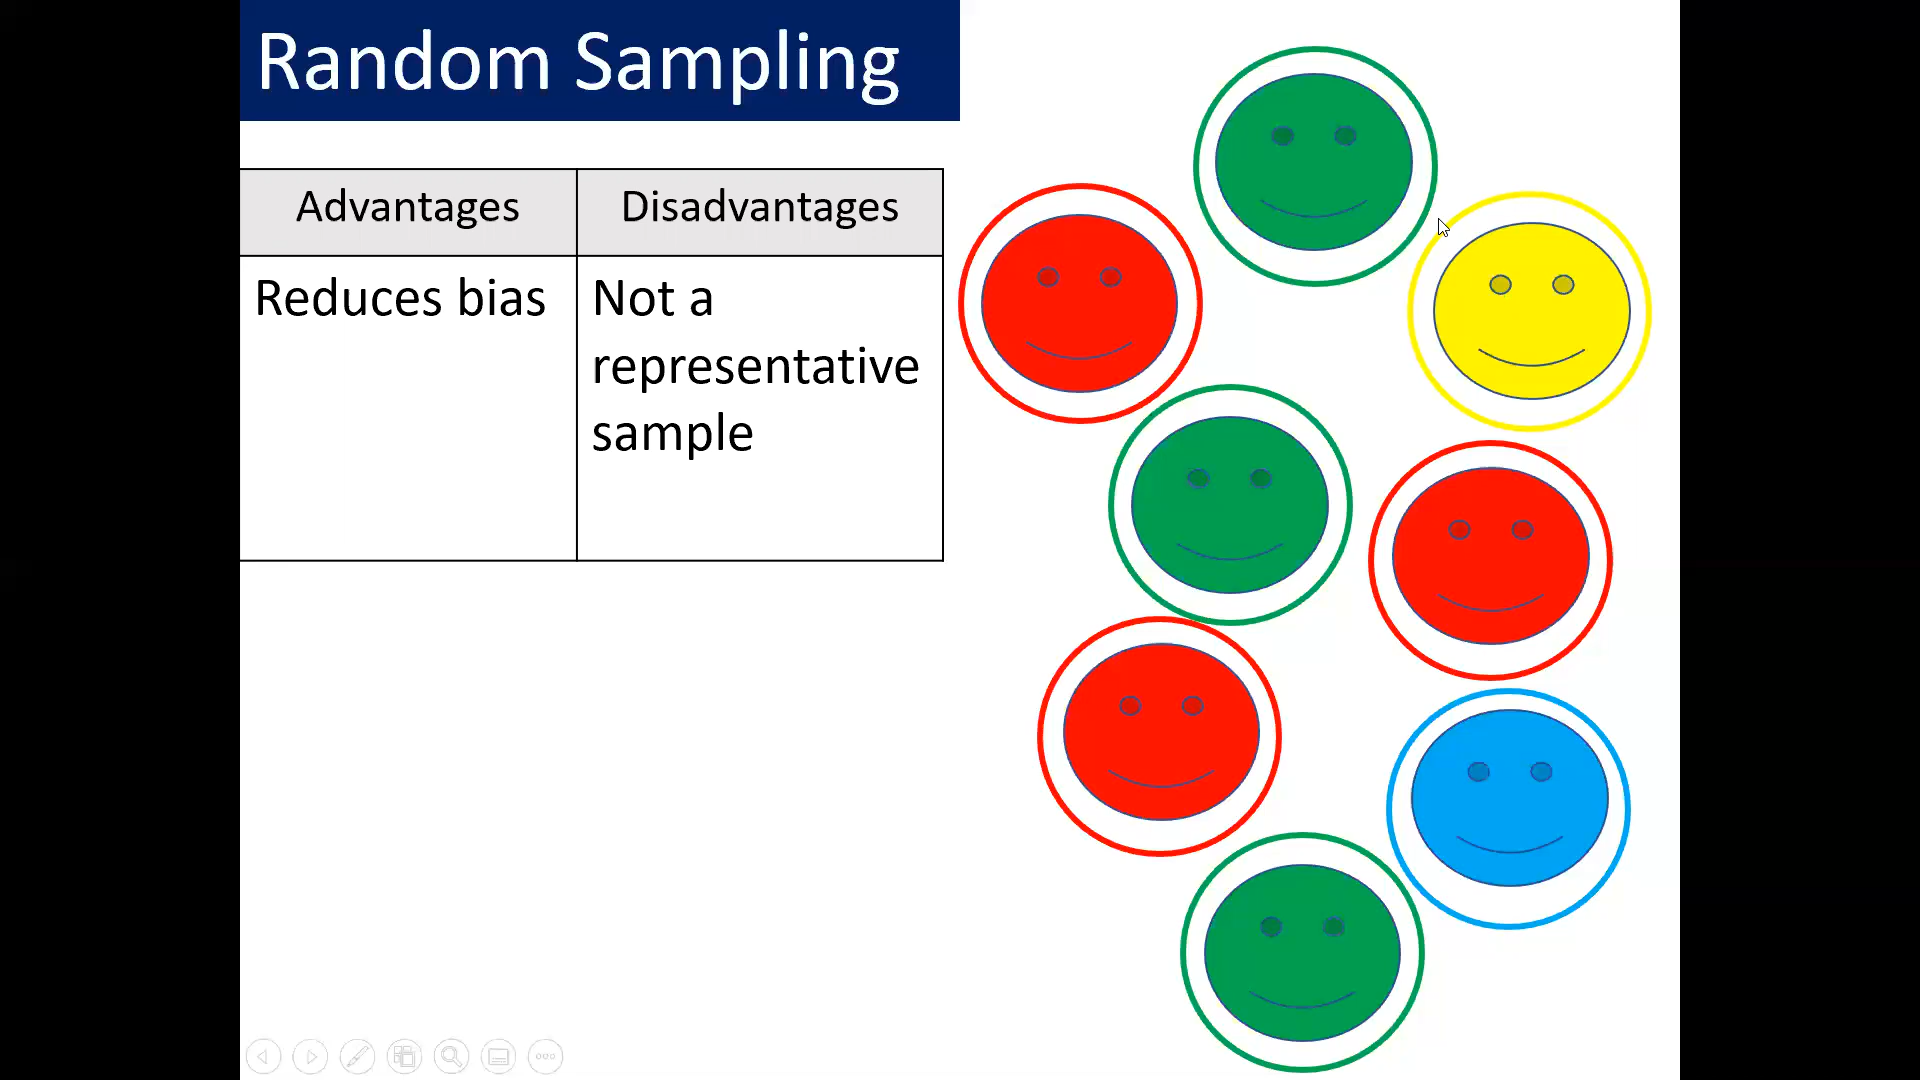 Random Sampling
Advantages
Disadvantages
Reduces bias
Not a
representative
sample